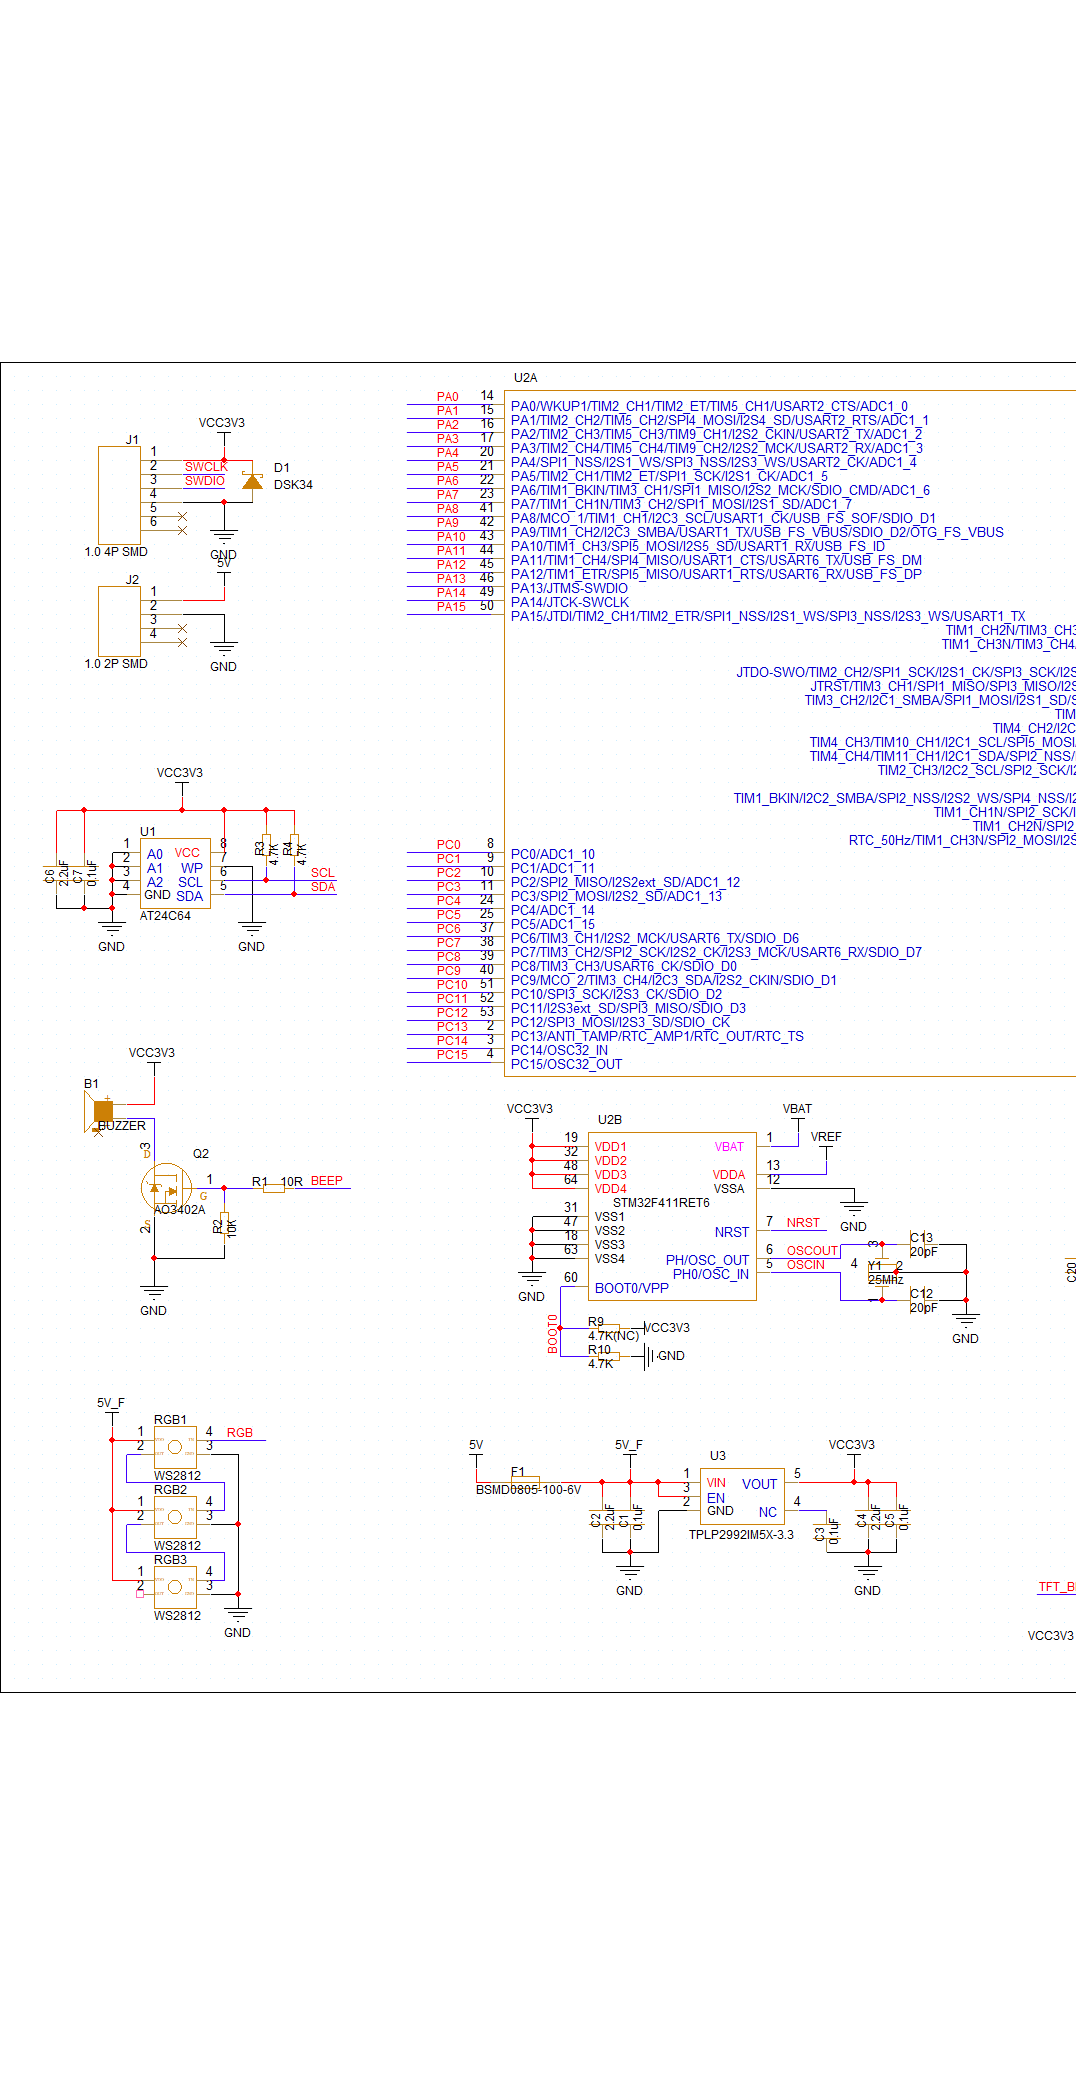 U2A
PA0 14 PA0/WKUP1/TIM2_CH1/TIM2_ET/TIM5_CH1/USART2_CTS/ADC1_0
PA1 15 PA1/TIM2_CH2/TIM5_CH2/SPI4_MOSI/I2S4_SD/USART2_RTS/ADC1_1
PA2 16 PA2/TIM2_CH3/TIM5_CH3/TIM9_CH1/I2S2_CKIN/USART2_TX/ADC1_2
PA3 17 PA3/TIM2_CH4/TIM5_CH4/TIM9_CH2/I2S2_MCK/USART2_RX/ADC1_3
PA4 20 PA4/SPI1_NSS/I2S1_WS/SPI3_NSS/I2S3_WS/USART2_CK/ADC1_4
PA5 21 PA5/TIM2_CH1/TIM2_ET/SPI1_SCK/I2S1_CK/ADC1_5
PA6 22 PA6/TIM1_BKIN/TIM3_CH1/SPI1_MISO/I2S2_MCK/SDIO_CMD/ADC1_6
PA7 23 PA7/TIM1_CH1N/TIM3_CH2/SPI1_MOSI/I2S1_SD/ADC1_7
PA8 41 PA8/MCO_1/TIM1_CH1/I2C3_SCL/USART1_CK/USB_FS_SOF/SDIO_D1
PA9 42 PA9/TIM1_CH2/I2C3_SMBA/USART1_TX/USB_FS_VBUS/SDIO_D2/OTG_FS_VBUS
PA10 43 PA10/TIM1_CH3/SPI5_MOSI/I2S5_SD/USART1_RX/USB_FS_ID
PA11 44 PA11/TIM1_CH4/SPI4_MISO/USART1_CTS/USART6_TX/USB_FS_DM
PA12 45 PA12/TIM1_ETR/SPI5_MISO/USART1_RTS/USART6_RX/USB_FS_DP
PA13 46 PA13/JTMS-SWDIO
PA14 49 PA14/JTCK-SWCLK
PA15 50 PA15/JTDI/TIM2_CH1/TIM2_ETR/SPI1_NSS/I2S1_WS/SPI3_NSS/I2S3_WS/USART1_TX
TIM1_CH2N/TIM3_CH3
TIM1_CH3N/TIM3_CH4/
JTDO-SWO/TIM2_CH2/SPI1_SCK/I2S1_CK/SPI3_SCK/I2S
JTRST/TIM3_CH1/SPI1_MISO/SPI3_MISO/I2S
TIM3_CH2/I2C1_SMBA/SPI1_MOSI/I2S1_SD/S
TIM
TIM4_CH2/I2C
TIM4_CH3/TIM10_CH1/I2C1_SCL/SPI5_MOSI/
TIM4_CH4/TIM11_CH1/I2C1_SDA/SPI2_NSS/
TIM2_CH3/I2C2_SCL/SPI2_SCK/I2
TIM1_BKIN/I2C2_SMBA/SPI2_NSS/I2S2_WS/SPI4_NSS/I2
TIM1_CH1N/SPI2_SCK/I
TIM1_CH2N/SPI2_
RTC_50Hz/TIM1_CH3N/SPI2_MOSI/I2S
PC0 8 PC0/ADC1_10
PC1 9 PC1/ADC1_11
PC2 10 PC2/SPI2_MISO/I2S2ext_SD/ADC1_12
PC3 11 PC3/SPI2_MOSI/I2S2_SD/ADC1_13
PC4 24 PC4/ADC1_14
PC5 25 PC5/ADC1_15
PC6 37 PC6/TIM3_CH1/I2S2_MCK/USART6_TX/SDIO_D6
PC7 38 PC7/TIM3_CH2/SPI2_SCK/I2S2_CK/I2S3_MCK/USART6_RX/SDIO_D7
PC8 39 PC8/TIM3_CH3/USART6_CK/SDIO_D0
PC9 40 PC9/MCO_2/TIM3_CH4/I2C3_SDA/I2S2_CKIN/SDIO_D1
PC10 51 PC10/SPI3_SCK/I2S3_CK/SDIO_D2
PC11 52 PC11/I2S3ext_SD/SPI3_MISO/SDIO_D3
PC12 53 PC12/SPI3_MOSI/I2S3_SD/SDIO_CK
PC13 2 PC13/ANTI_TAMP/RTC_AMP1/RTC_OUT/RTC_TS
PC14 3 PC14/OSC32_IN
PC15 4 PC15/OSC32_OUT
VCC3V3
J1
1
2 SWCLK
3 SWDIO
4
5
6
D1
DSK34
1.0 4P SMD
GND
5V
J2
1
2
3
4
1.0 2P SMD
GND
VCC3V3
U1
1 A0 VCC 8
2 A1 WP 7
3 A2 SCL 6 SCL
4 GND SDA 5 SDA
C6 2.2uF
C7 0.1uF
R3 4.7K
R4 4.7K
AT24C64
GND
GND
VCC3V3
B1
+
BUZZER
3
D
Q2
1
G
R1 10R BEEP
AO3402A
S
2
R2 10K
GND
VCC3V3
U2B
VBAT
VREF
19 VDD1 VBAT 1
32 VDD2
48 VDD3 VDDA 13
64 VDD4 VSSA 12
STM32F411RET6
31 VSS1
47 VSS2
18 VSS3
63 VSS4
NRST 7 NRST
PH/OSC_OUT 6 OSCOUT
PH0/OSC_IN 5 OSCIN
60 BOOT0/VPP
GND
GND
3
4 Y1 2
25Mhz
1
C13
20pF
C12
20pF
GND
C20
BOOT0
R9
4.7K(NC)
VCC3V3
R10
4.7K
GND
5V_F
RGB1
1 4 RGB
2 3
WS2812
RGB2
1 4
2 3
WS2812
RGB3
1 4
2 3
WS2812
GND
5V
F1
BSMD0805-100-6V
5V_F
C2 2.2uF
C1 0.1uF
GND
U3
1 VIN VOUT 5
3 EN
2 GND NC 4
TPLP2992IM5X-3.3
VCC3V3
C3 0.1uF
C4 2.2uF
C5 0.1uF
GND
TFT_B
VCC3V3